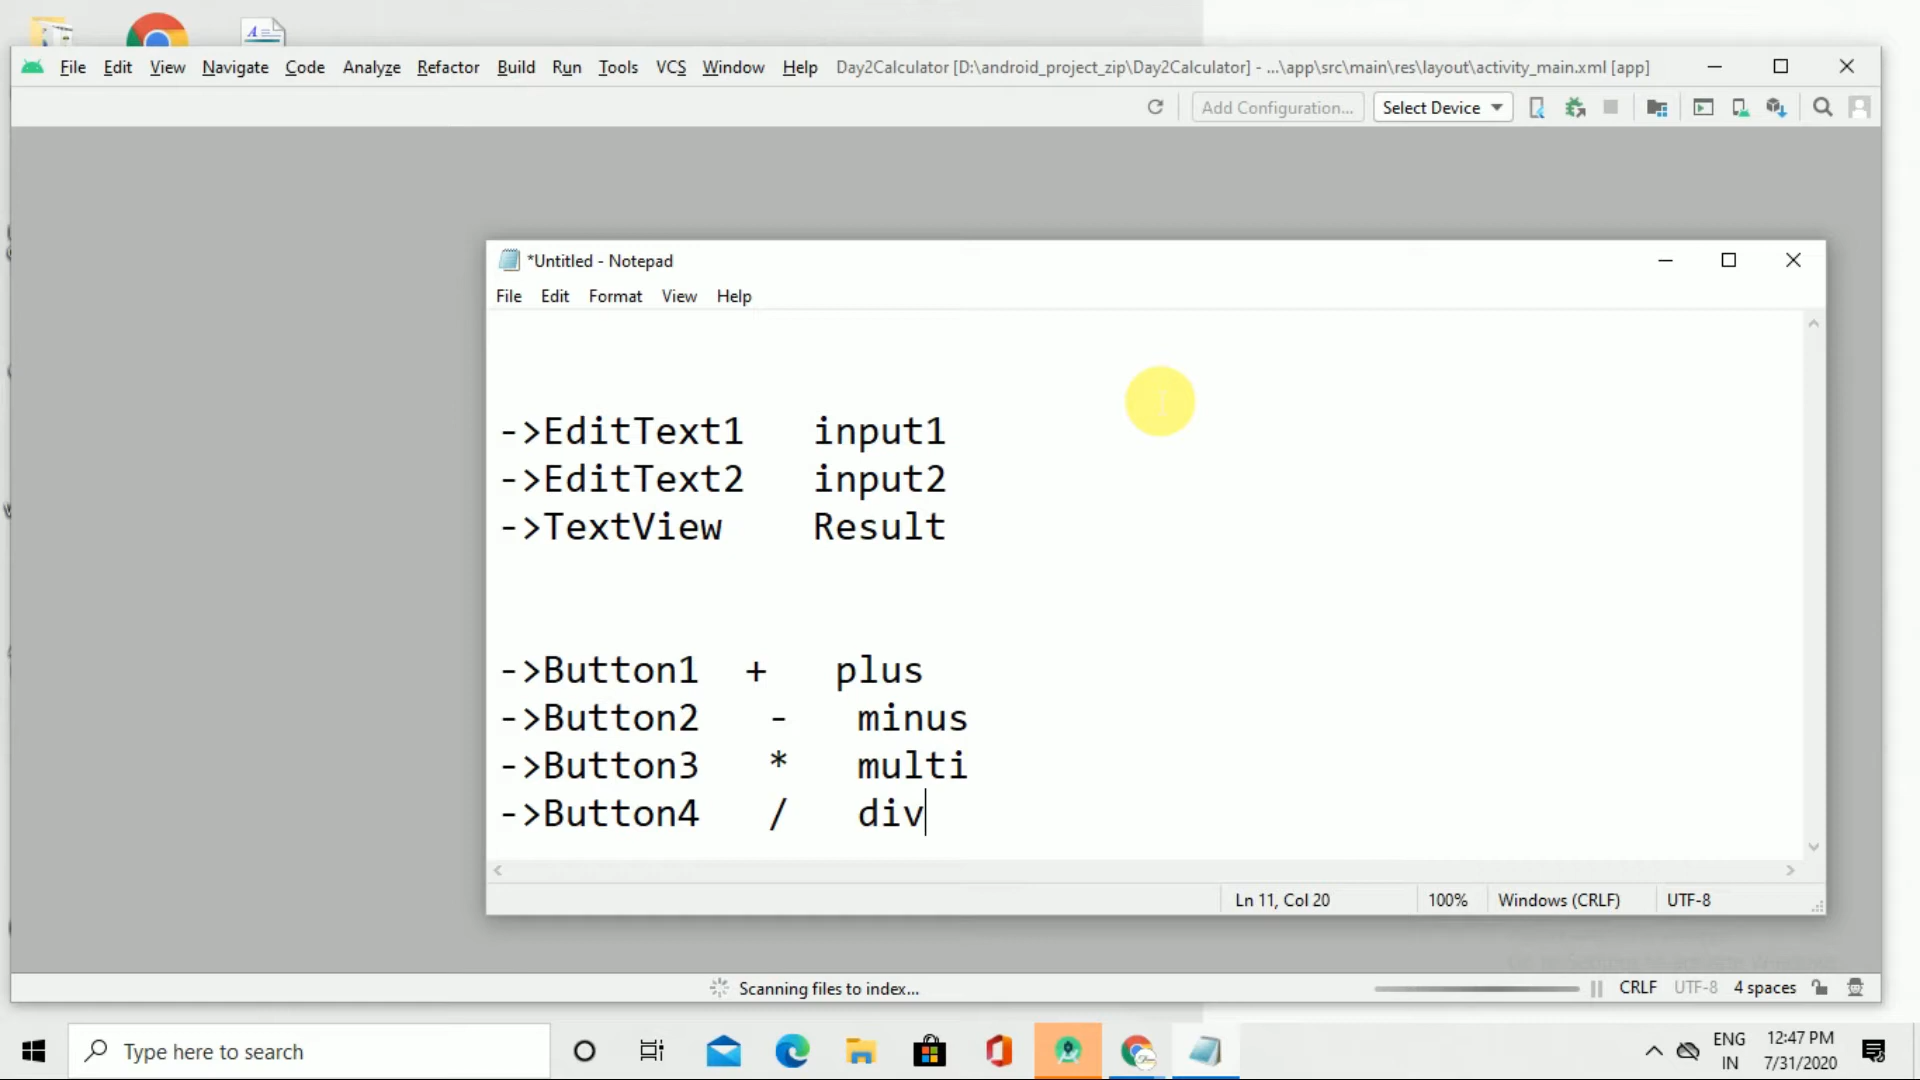 File Edit View Navigate Code Analyze Refactor Build Run Tools VCS Window Help Day2Calculator [D:\android_project_zip\Day2Calculator] - ...\app\src\main\res\layout\activity_main.xml [app]
Add Configuration... Select Device
*Untitled - Notepad
File Edit Format View Help
->EditText1 input1
->EditText2 input2
->TextView Result
->Button1 + plus
->Button2 - minus
->Button3 * multi
->Button4 / div
Ln 11, Col 20 100% Windows (CRLF) UTF-8
Scanning files to index... CRLF UTF-8 4 spaces
Type here to search
ENG 12:47 PM
IN 7/31/2020